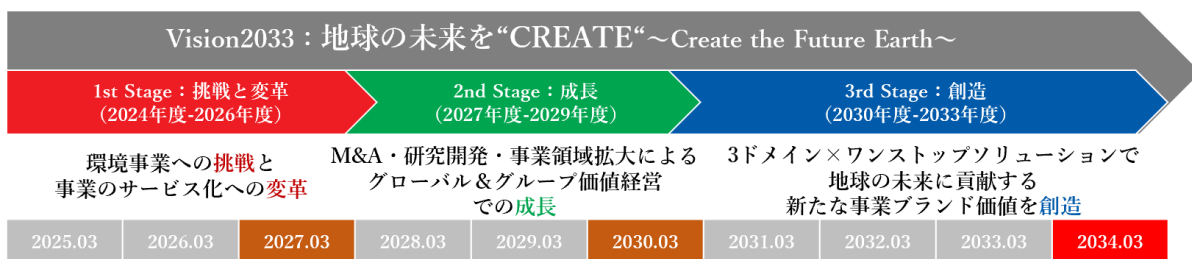 Vision2033：地球の未来を“CREATE“～Create the Future Earth～
1st Stage：挑戦と変革
（2024年度-2026年度）
2nd Stage：成長
（2027年度-2029年度）
3rd Stage：創造
（2030年度-2033年度）
環境事業への挑戦と
事業のサービス化への変革
M&A・研究開発・事業領域拡大による
グローバル＆グループ価値経営
での成長
3ドメイン×ワンストップソリューションで
地球の未来に貢献する
新たな事業ブランド価値を創造
2025.03 2026.03 2027.03 2028.03 2029.03 2030.03 2031.03 2032.03 2033.03 2034.03